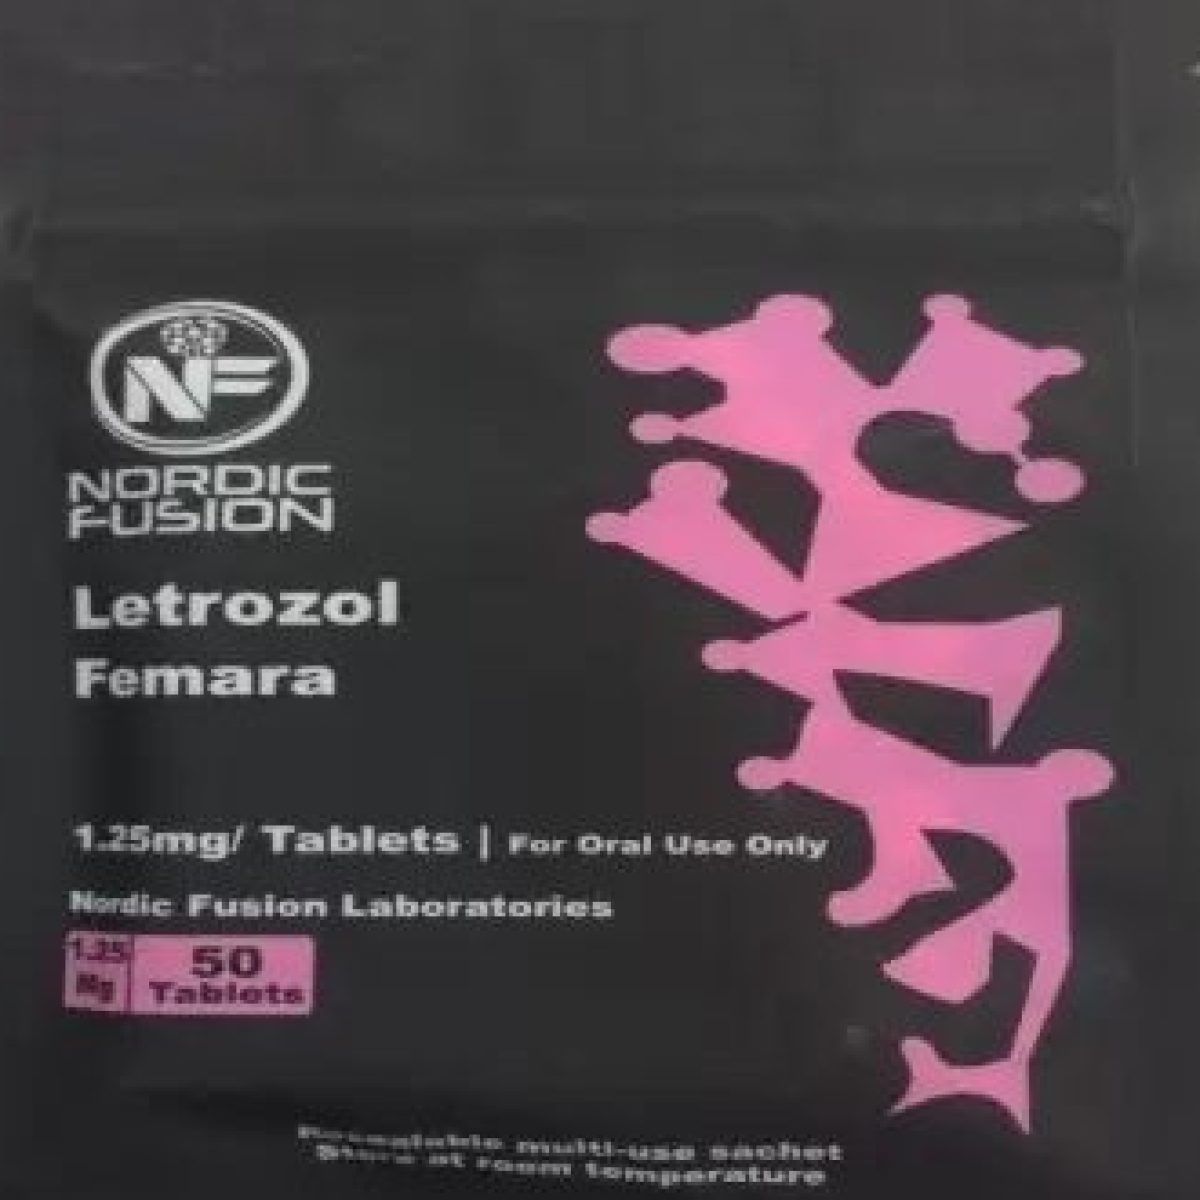 NF
NORDIC
FUSION
Letrozol
Femara
1.25mg/ Tablets | For Oral Use Only
Nordic Fusion Laboratories
1.25
Mg
50
Tablets
Resealable multi-use sachet
Store at room temperature